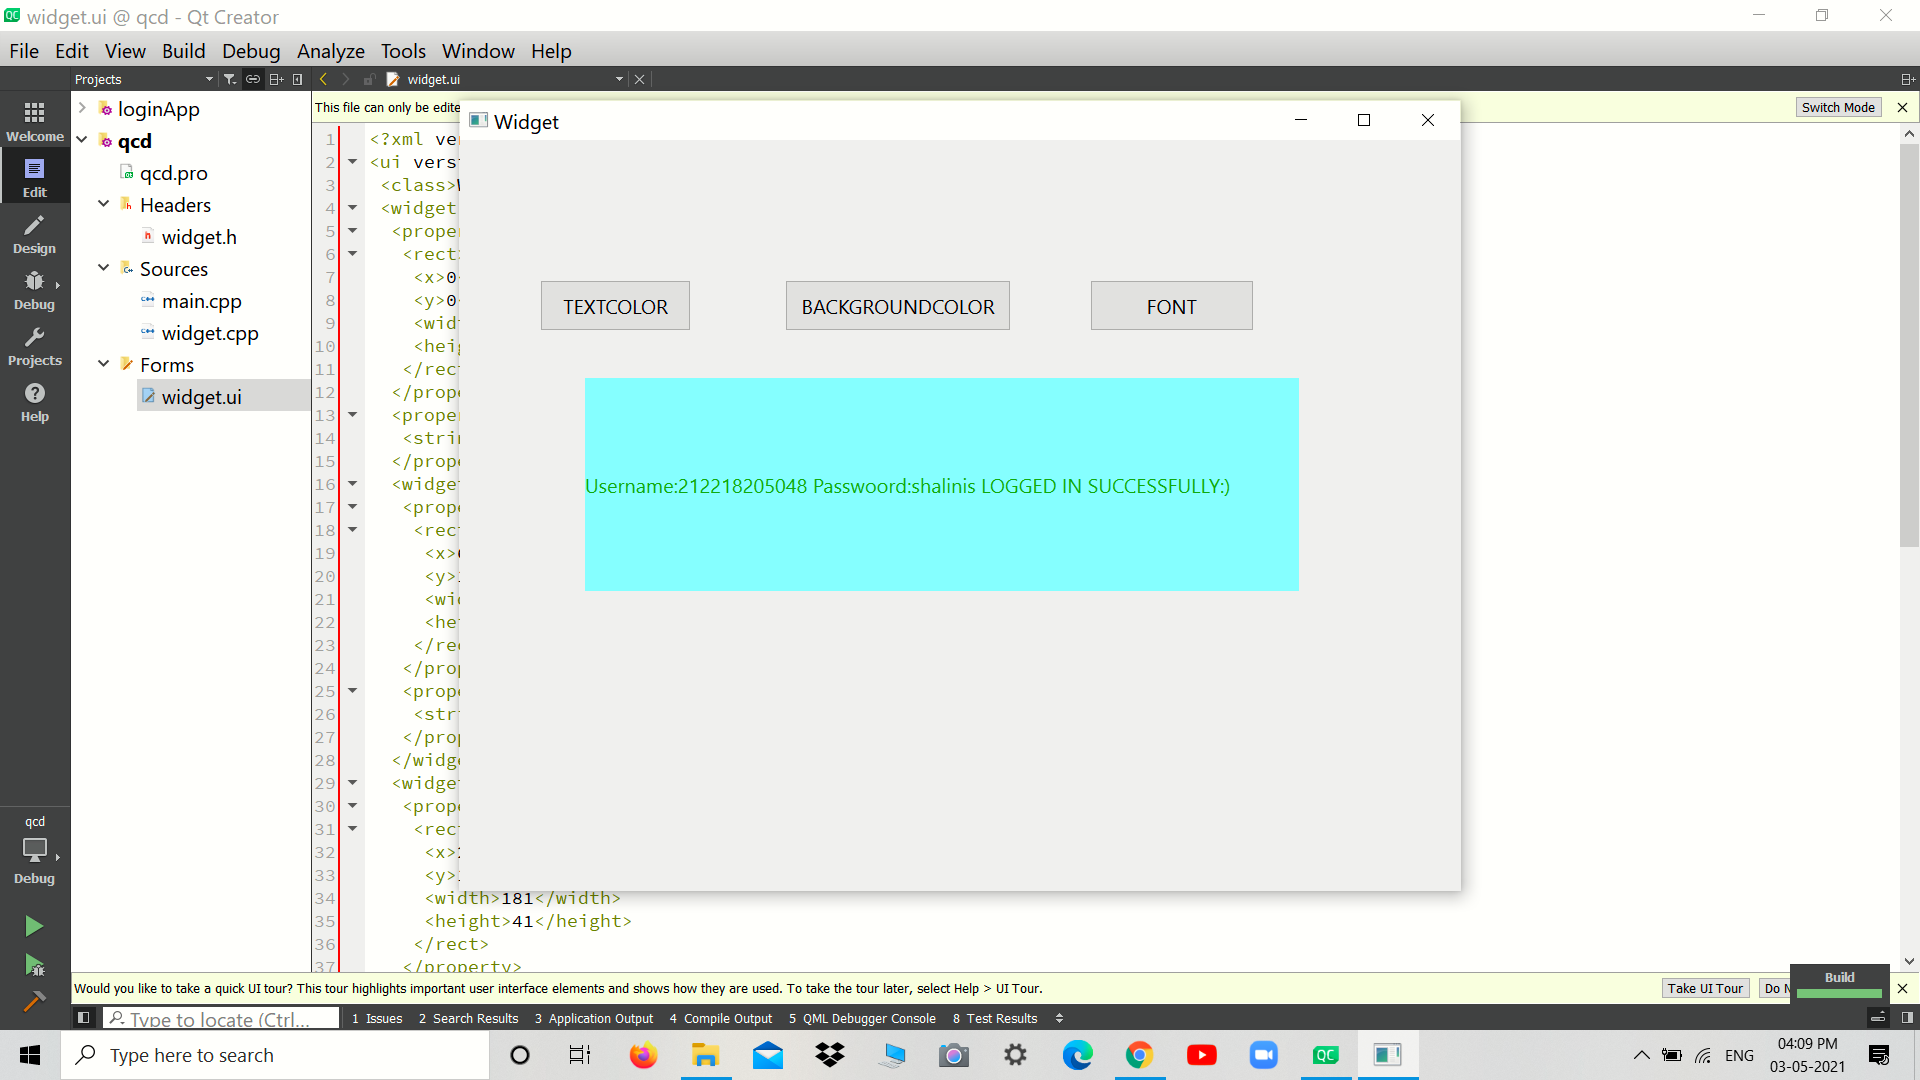 widget.ui @ qcd - Qt Creator
File Edit View Build Debug Analyze Tools Window Help
Projects widget.ui
This file can only be edite Switch Mode
Welcome
Edit
Design
Debug
Projects
Help
loginApp
qcd
qcd.pro
Headers
widget.h
Sources
main.cpp
widget.cpp
Forms
widget.ui
1 <?xml ve
2 <ui vers
3 <class>
4 <widget
5 <prope
6 <rect
7 <x>0
8 <y>0
9 <wid
10 <hei
11 </rec
12 </prope
13 <prope
14 <stri
15 </prope
16 <widge
17 <prop
18 <rec
19 <x>
20 <y>
21 <wi
22 <he
23 </re
24 </pro
25 <prop
26 <str
27 </pro
28 </widg
29 <widge
30 <prop
31 <rec
32 <x>
33 <y>
34 <width>181</width>
35 <height>41</height>
36 </rect>
37 </property>
Widget
TEXTCOLOR BACKGROUNDCOLOR FONT
Username:212218205048 Passwoord:shalinis LOGGED IN SUCCESSFULLY:)
qcd
Debug
Would you like to take a quick UI tour? This tour highlights important user interface elements and shows how they are used. To take the tour later, select Help > UI Tour. Take UI Tour Do N
Build
Type to locate (Ctrl... 1 Issues 2 Search Results 3 Application Output 4 Compile Output 5 QML Debugger Console 8 Test Results
Type here to search QC ENG 04:09 PM
03-05-2021